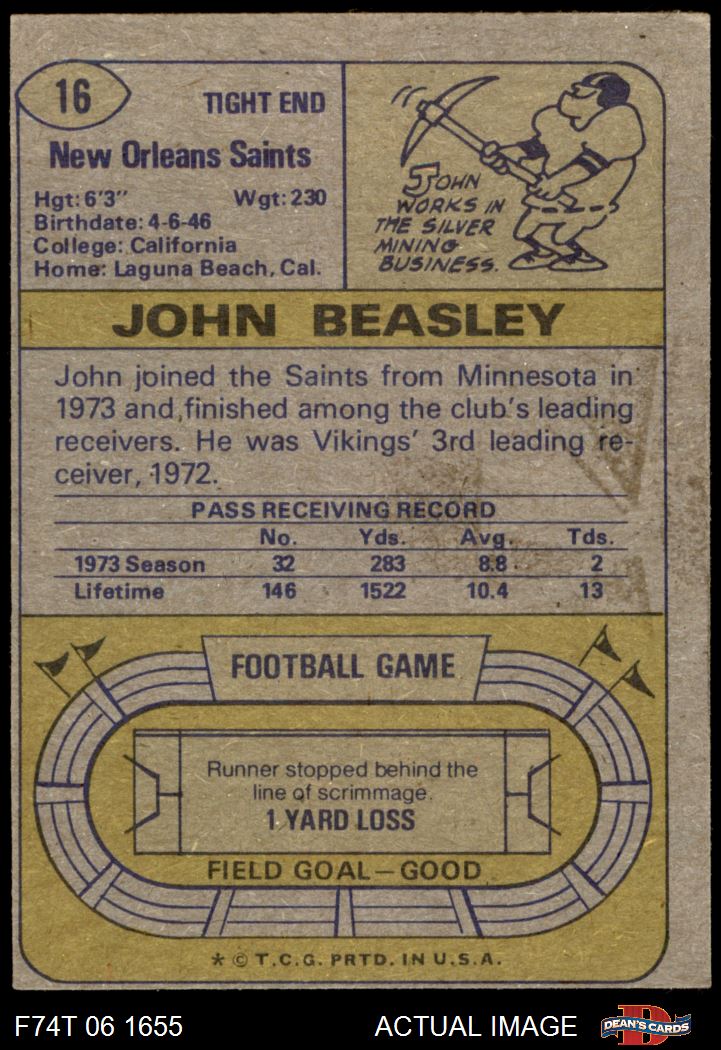 16
TIGHT END
New Orleans Saints
Hgt: 6'3" Wgt: 230
Birthdate: 4-6-46
College: California
Home: Laguna Beach, Cal.
JOHN
WORKS IN
THE SILVER
MINING
BUSINESS.
JOHN BEASLEY
John joined the Saints from Minnesota in
1973 and finished among the club's leading
receivers. He was Vikings' 3rd leading re-
ceiver, 1972.
PASS RECEIVING RECORD
No. Yds. Avg. Tds.
1973 Season 32 283 8.8 2
Lifetime 146 1522 10.4 13
FOOTBALL GAME
Runner stopped behind the
line of scrimmage.
1 YARD LOSS
FIELD GOAL—GOOD
* © T.C.G. PRTD. IN U.S.A.
F74T 06 1655 ACTUAL IMAGE D DEAN'S CARDS